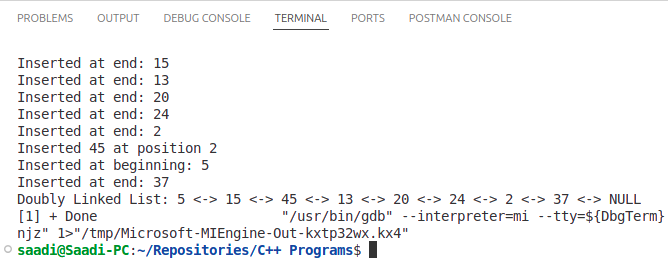 PROBLEMS OUTPUT DEBUG CONSOLE TERMINAL PORTS POSTMAN CONSOLE
Inserted at end: 15
Inserted at end: 13
Inserted at end: 20
Inserted at end: 24
Inserted at end: 2
Inserted 45 at position 2
Inserted at beginning: 5
Inserted at end: 37
Doubly Linked List: 5 <-> 15 <-> 45 <-> 13 <-> 20 <-> 24 <-> 2 <-> 37 <-> NULL
[1] + Done                       "/usr/bin/gdb" --interpreter=mi --tty=${DbgTerm}
njz" 1>"/tmp/Microsoft-MIEngine-Out-kxtp32wx.kx4"
saadi@Saadi-PC:~/Repositories/C++ Programs$